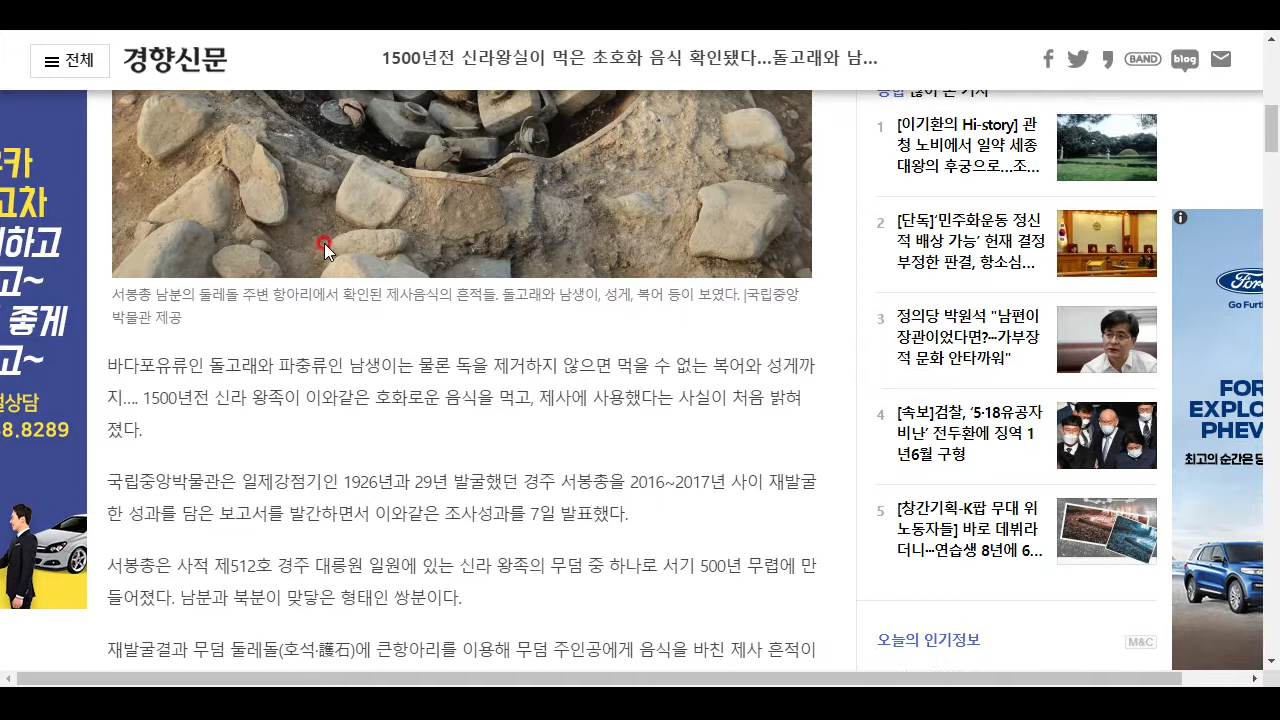 전체
경향신문
1500년전 신라왕실이 먹은 초호화 음식 확인됐다...돌고래와 남...
BAND
blog
서봉총 남분의 둘레돌 주변 항아리에서 확인된 제사음식의 흔적들. 돌고래와 남생이, 성게, 복어 등이 보였다. |국립중앙
박물관 제공
바다포유류인 돌고래와 파충류인 남생이는 물론 독을 제거하지 않으면 먹을 수 없는 복어와 성게까
지…. 1500년전 신라 왕족이 이와같은 호화로운 음식을 먹고, 제사에 사용했다는 사실이 처음 밝혀
졌다.
국립중앙박물관은 일제강점기인 1926년과 29년 발굴했던 경주 서봉총을 2016~2017년 사이 재발굴
한 성과를 담은 보고서를 발간하면서 이와같은 조사성과를 7일 발표했다.
서봉총은 사적 제512호 경주 대릉원 일원에 있는 신라 왕족의 무덤 중 하나로 서기 500년 무렵에 만
들어졌다. 남분과 북분이 맞닿은 형태인 쌍분이다.
재발굴결과 무덤 둘레돌(호석·護石)에 큰항아리를 이용해 무덤 주인공에게 음식을 바친 제사 흔적이
1 [이기환의 Hi-story] 관
청 노비에서 일약 세종
대왕의 후궁으로...조...
2 [단독]‘민주화운동 정신
적 배상 가능’ 헌재 결정
부정한 판결, 항소심...
3 정의당 박원석 "남편이
장관이었다면?…가부장
적 문화 안타까워"
4 [속보]검찰, ‘5·18유공자
비난’ 전두환에 징역 1
년6월 구형
5 [창간기획-K팝 무대 위
노동자들] 바로 데뷔라
더니…연습생 8년에 6...
오늘의 인기정보
M&C
고차
하고
고~
좋게
고~
상담
8.8289
Ford
Go Furt
FOR
EXPLO
PHEV
최고의 순간은